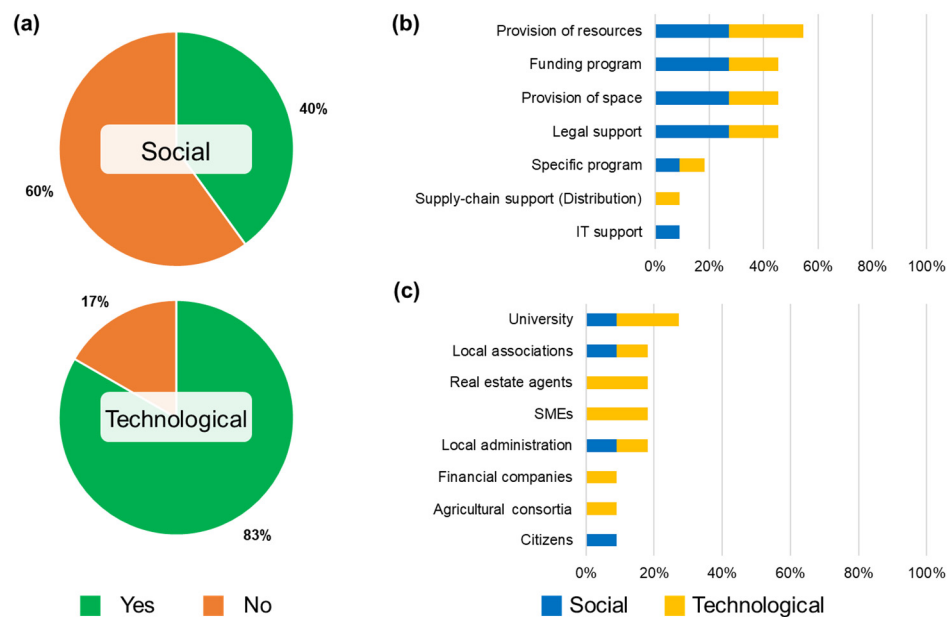 (a)
40%
Social
60%
17%
Technological
83%
Yes
No
(b)
Provision of resources
Funding program
Provision of space
Legal support
Specific program
Supply-chain support (Distribution)
IT support
0% 20% 40% 60% 80% 100%
(c)
University
Local associations
Real estate agents
SMEs
Local administration
Financial companies
Agricultural consortia
Citizens
0% 20% 40% 60% 80% 100%
Social
Technological